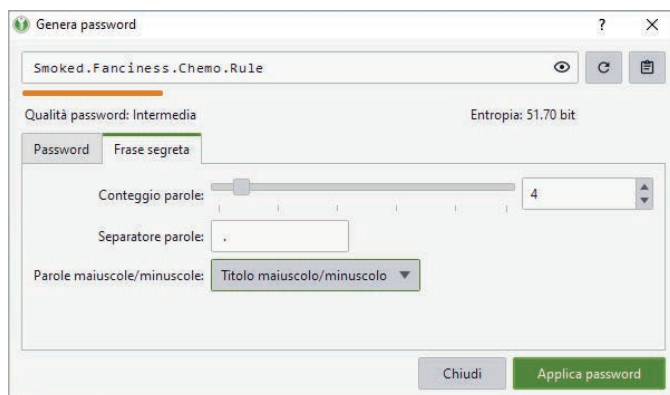 Genera password
Smoked.Fanciness.Chemo.Rule
Qualità password: Intermedia Entropia: 51.70 bit
Password Frase segreta
Conteggio parole: 4
Separatore parole: .
Parole maiuscole/minuscole: Titolo maiuscolo/minuscolo
Chiudi Applica password